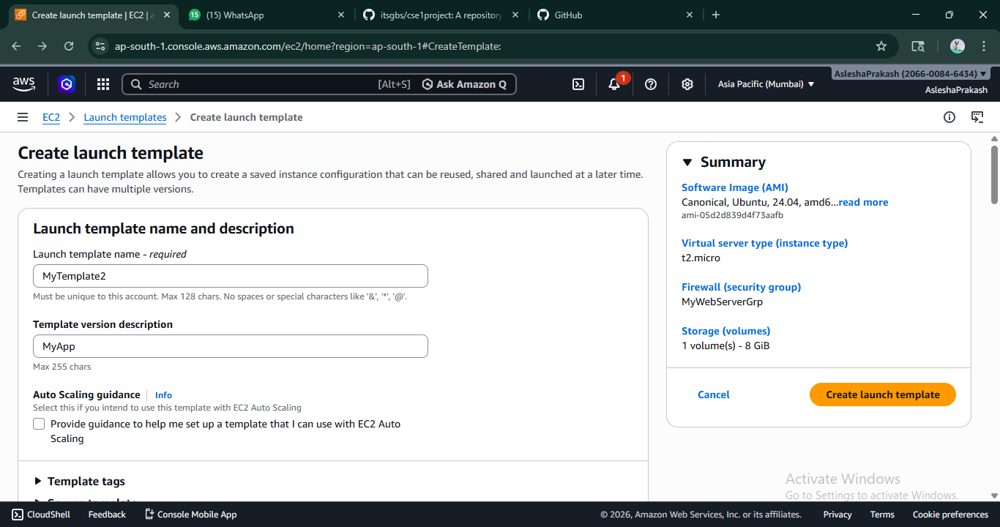 Create launch template | EC2 | a
15
(15) WhatsApp
itsgbs/cse1project: A repository
GitHub
ap-south-1.console.aws.amazon.com/ec2/home?region=ap-south-1#CreateTemplate:
aws
Search
[Alt+S]
Ask Amazon Q
1
Asia Pacific (Mumbai)
AsleshaPrakash (2066-0084-6434)
AsleshaPrakash
EC2
Launch templates
Create launch template
Create launch template
Creating a launch template allows you to create a saved instance configuration that can be reused, shared and launched at a later time.
Templates can have multiple versions.
Launch template name and description
Launch template name - required
MyTemplate2
Must be unique to this account. Max 128 chars. No spaces or special characters like '&', '*', '@'.
Template version description
MyApp
Max 255 chars
Auto Scaling guidance
Info
Select this if you intend to use this template with EC2 Auto Scaling
Provide guidance to help me set up a template that I can use with EC2 Auto
Scaling
Template tags
Summary
Software Image (AMI)
Canonical, Ubuntu, 24.04, amd6...read more
ami-05d2d839d4f73aafb
Virtual server type (instance type)
t2.micro
Firewall (security group)
MyWebServerGrp
Storage (volumes)
1 volume(s) - 8 GiB
Cancel
Create launch template
Activate Windows
Go to Settings to activate Windows.
CloudShell
Feedback
Console Mobile App
© 2026, Amazon Web Services, Inc. or its affiliates.
Privacy
Terms
Cookie preferences